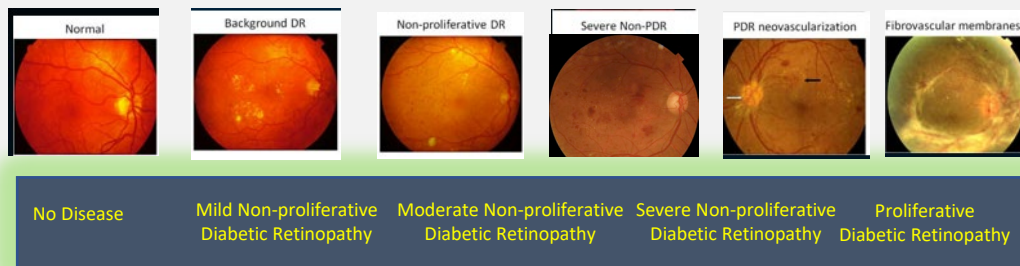 Normal
Background DR
Non-proliferative DR
Severe Non-PDR
PDR neovascularization
Fibrovascular membranes
No Disease
Mild Non-proliferative
Diabetic Retinopathy
Moderate Non-proliferative
Diabetic Retinopathy
Severe Non-proliferative
Diabetic Retinopathy
Proliferative
Diabetic Retinopathy